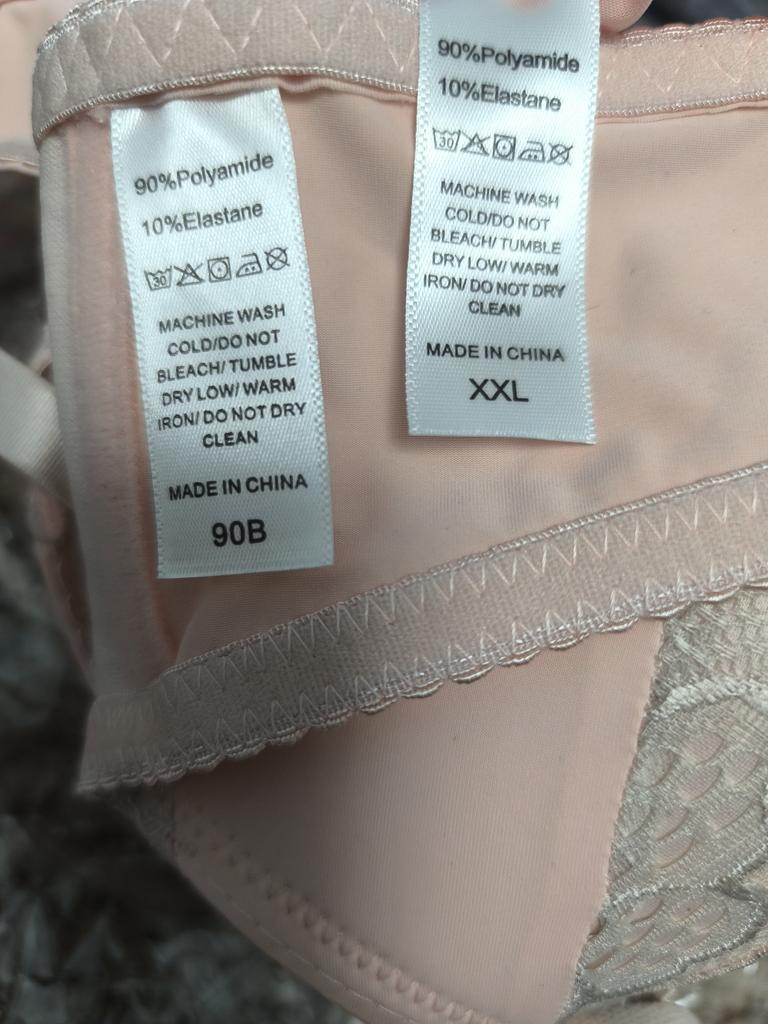 90%Polyamide
10%Elastane
30
MACHINE WASH
COLD/DO NOT
BLEACH/ TUMBLE
DRY LOW/ WARM
IRON/ DO NOT DRY
CLEAN
MADE IN CHINA
90B
90%Polyamide
10%Elastane
30
MACHINE WASH
COLD/DO NOT
BLEACH/ TUMBLE
DRY LOW/ WARM
IRON/ DO NOT DRY
CLEAN
MADE IN CHINA
XXL